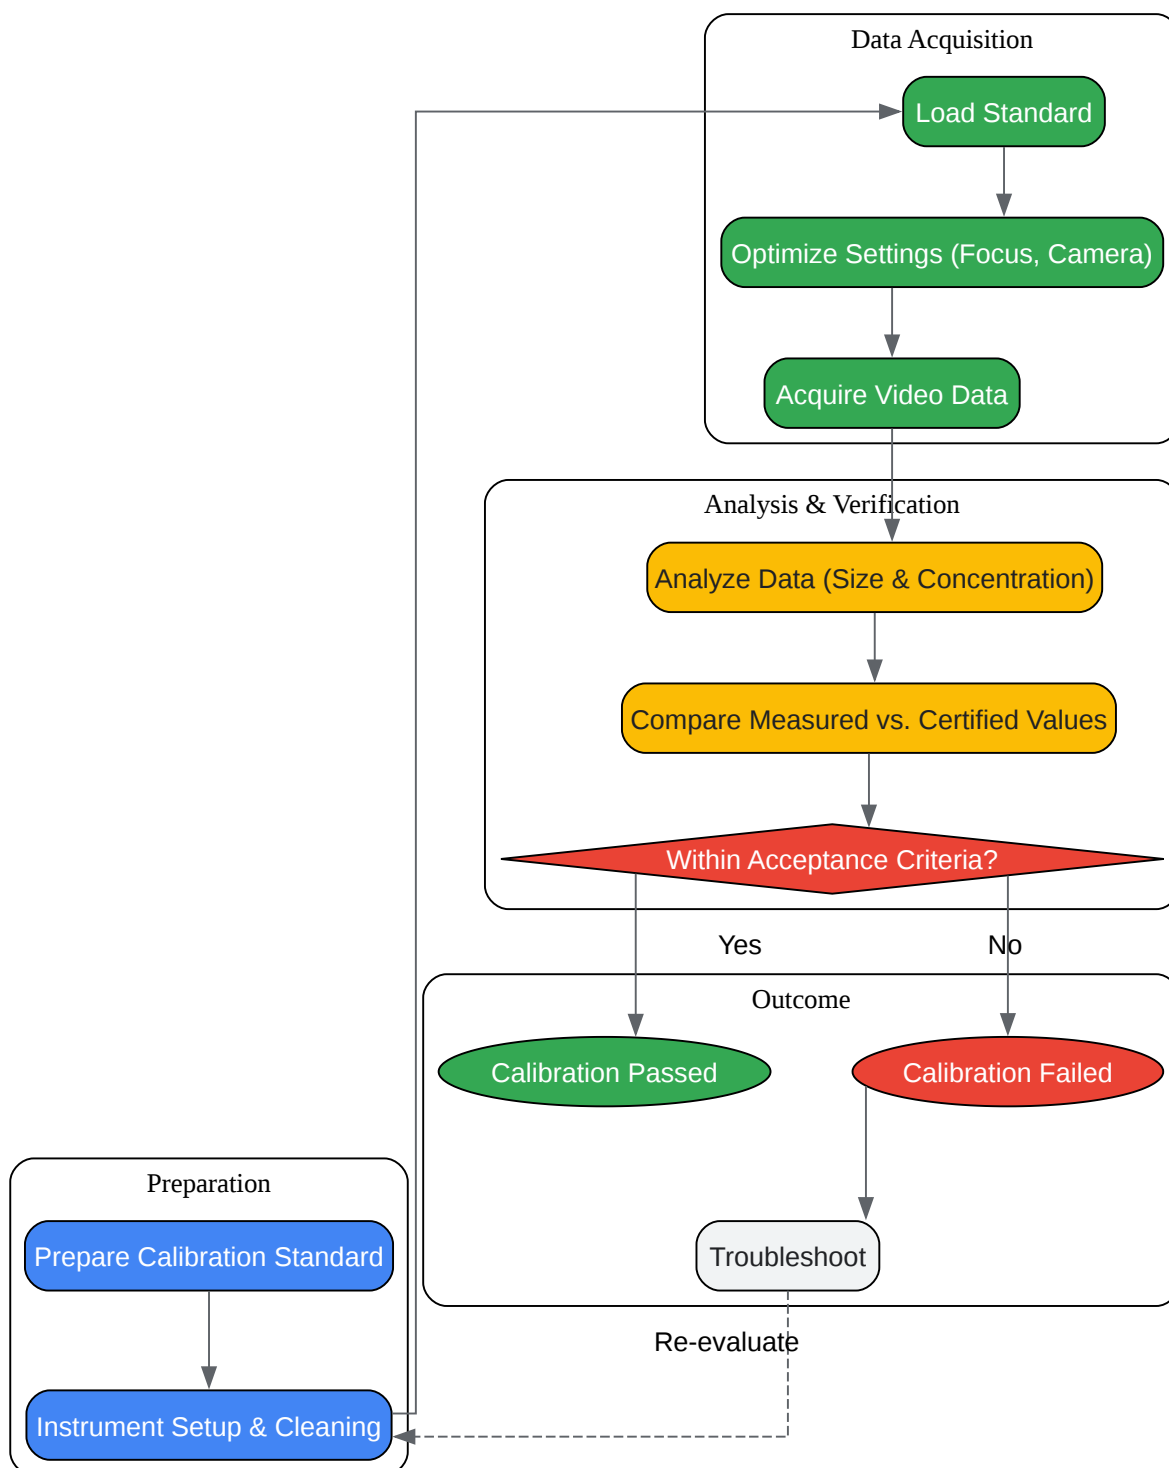 Data Acquisition
Load Standard
Optimize Settings (Focus, Camera)
Acquire Video Data
Analysis & Verification
Analyze Data (Size & Concentration)
Compare Measured vs. Certified Values
Within Acceptance Criteria?
Yes
No
Outcome
Calibration Passed
Calibration Failed
Troubleshoot
Re-evaluate
Preparation
Prepare Calibration Standard
Instrument Setup & Cleaning